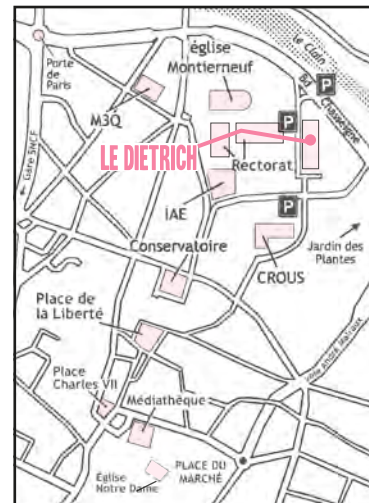 Le Clain
église
Montierneuf
Porte
de
Paris
P
Bd Chasseigne
M3Q
P
LE DIETRICH
Rectorat
Gare SNCF
IAE
P
Conservatoire
Jardin des
Plantes
CROUS
Place de
la Liberté
Voie André Malraux
Place
Charles VII
Médiathèque
Église
Notre Dame
PLACE DU
MARCHÉ